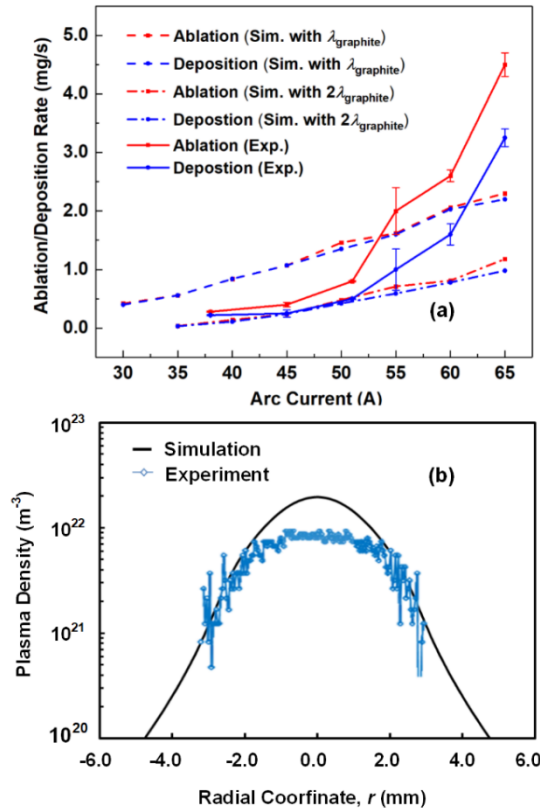 (a)
Ablation/Deposition Rate (mg/s)
5.0
4.0
3.0
2.0
1.0
0.0
Ablation (Sim. with λgraphite)
Deposition (Sim. with λgraphite)
Ablation (Sim with 2λgraphite)
Depostion (Sim. with 2λgraphite)
Ablation (Exp.)
Depostion (Exp.)
30 35 40 45 50 55 60 65
Arc Current (A)
(b)
Plasma Density (m⁻³)
10²³
10²²
10²¹
10²⁰
Simulation
Experiment
-6.0 -4.0 -2.0 0.0 2.0 4.0 6.0
Radial Coorfinate, r (mm)